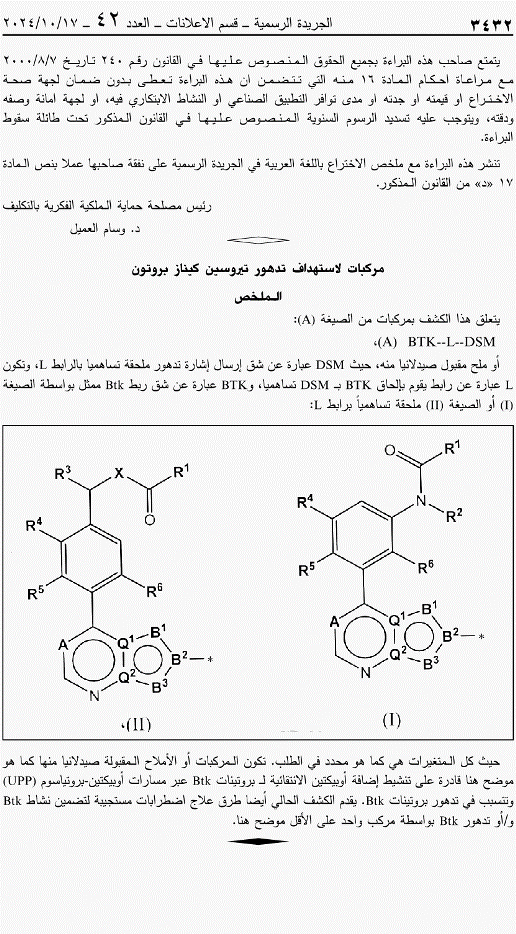 ٣٤٣٢ الجريدة الرسمية – قسم الاعلانات – العدد ٤٢ – ٢٠٢٤/١٠/١٧
يتمتع صاحب هذه البراءة بجميع الحقوق المنصوص عليها في القانون رقم ٢٤٠ تاريخ ٢٠٠٠/٨/٧
مع مراعاة احكام المادة ١٦ منه التي تتضمن ان هذه البراءة تعطى بدون ضمان لجهة صحة
الاختراع او قيمته او جدته او مدى توافر التطبيق الصناعي او النشاط الابتكاري فيه، او لجهة امانة وصفه
ودقته، ويتوجب عليه تسديد الرسوم السنوية المنصوص عليها في القانون المذكور تحت طائلة سقوط
البراءة.
تنشر هذه البراءة مع ملخص الاختراع باللغة العربية في الجريدة الرسمية على نفقة صاحبها عملا بنص المادة
١٧ «د» من القانون المذكور.
رئيس مصلحة حماية الملكية الفكرية بالتكليف
د. وسام العميل
مركبات لاستهداف تدهور تيروسين كيناز بروتون
الملخص
يتعلق هذا الكشف بمركبات من الصيغة (A):
BTK--L--DSM (A)،
أو ملح مقبول صيدلانيا منه، حيث DSM عبارة عن شق إرسال إشارة تدهور ملحقة تساهميا بالرابط L، وتكون
L عبارة عن رابط يقوم بإلحاق BTK بـ DSM تساهميا، وBTK عبارة عن شق ربط Btk ممثل بواسطة الصيغة
(I) أو الصيغة (II) ملحقة تساهمياً برابط L:
R³ X R¹ O R⁴ R⁵ R⁶ A Q¹ B¹ B² * Q² B³ N
(II)،
O R¹ N R² R⁴ R⁵ R⁶ A Q¹ B¹ B² * Q² B³ N
(I)
حيث كل المتغيرات هي كما هو محدد في الطلب. تكون المركبات أو الأملاح المقبولة صيدلانيا منها كما هو
موضح هنا قادرة على تنشيط إضافة أوبيكتين الانتقائية لـ بروتينات Btk عبر مسارات أوبيكتين-بروتياسوم (UPP)
وتتسبب في تدهور بروتينات Btk. يقدم الكشف الحالي أيضا طرق علاج اضطرابات مستجيبة لتضمين نشاط Btk
و/أو تدهور Btk بواسطة مركب واحد على الأقل موضح هنا.